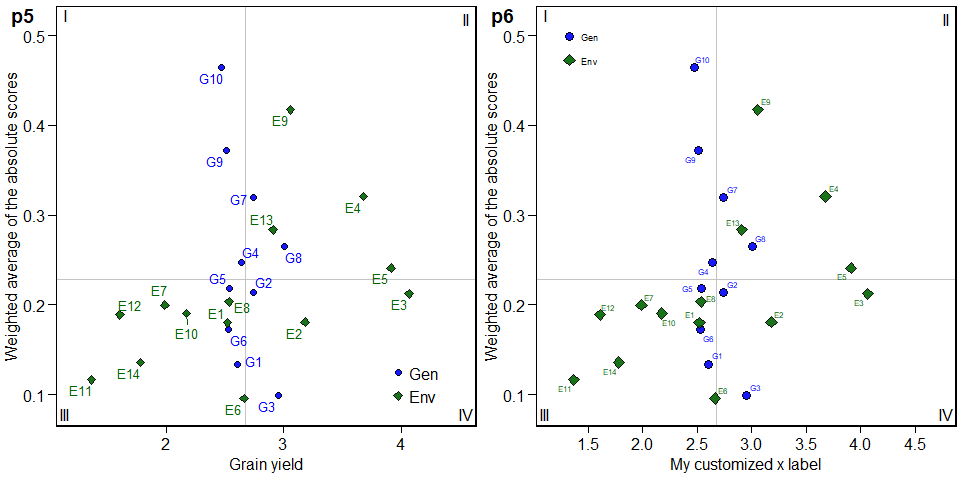 p5
I
II
Weighted average of the absolute scores
0.5
0.4
0.3
0.2
0.1
G10
E9
G9
G7
E4
E13
G4
G8
E5
G5
G2
E3
E7
E12
E8
E1
E10
E2
G6
G1
E14
E11
E6
G3
Gen
Env
III
IV
2
3
4
Grain yield
p6
I
II
Weighted average of the absolute scores
0.5
0.4
0.3
0.2
0.1
Gen
Env
G10
E9
G9
G7
E4
E13
G8
G4
E5
G5
G2
E3
E7
E8
E12
E10
E1
E2
G6
G1
E14
E11
E6
G3
III
IV
1.5
2.0
2.5
3.0
3.5
4.0
4.5
My customized x label